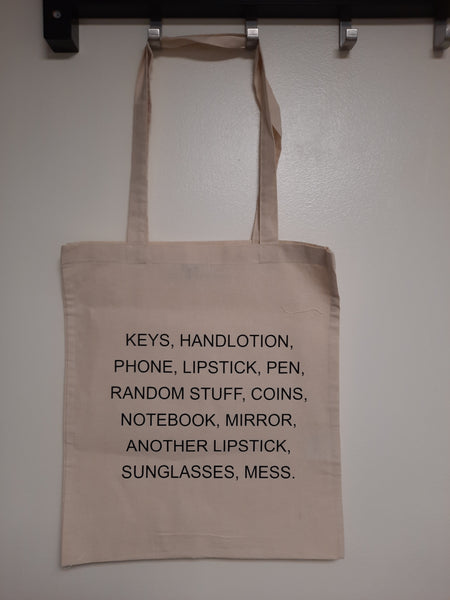 KEYS, HANDLOTION,
PHONE, LIPSTICK, PEN,
RANDOM STUFF, COINS,
NOTEBOOK, MIRROR,
ANOTHER LIPSTICK,
SUNGLASSES, MESS.